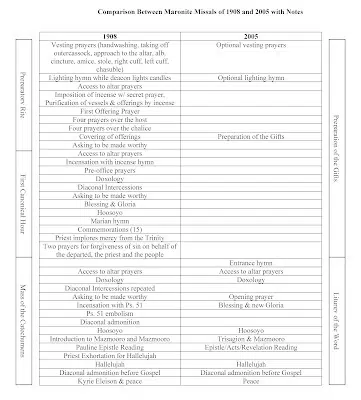 Comparison Between Maronite Missals of 1908 and 2005 with Notes
1908 2005
Vesting prayers (handwashing, taking off Optional vesting prayers
outercassock, approach to the altar, alb,
cincture, amice, stole, right cuff, left cuff,
chasuble)
Lighting hymn while deacon lights candles Optional lighting hymn
Access to altar prayers
Imposition of incense w/ secret prayer,
Purification of vessels & offerings by incense
First Offering Prayer
Four prayers over the host
Four prayers over the chalice
Covering of offerings Preparation of the Gifts
Access to altar prayers
Incensation with incense hymn
Pre-office prayers
Doxology
Diaconal Intercessions
Asking to be made worthy
Blessing & Gloria
Hoosoyo
Marian hymn
Commemorations (15)
Priest implores mercy from the Trinity
Two prayers for forgiveness of sin on behalf of
the departed, the priest and the people
Entrance hymn
Access to altar prayers Access to altar prayers
Doxology Doxology
Diaconal Intercessions repeated
Asking to be made worthy Opening prayer
Incensation with Ps. 51 Blessing & new Gloria
Ps. 51 embolism
Diaconal admonition
Hoosoyo Hoosoyo
Introduction to Mazmooro and Mazmooro Trisagion & Mazmooro
Pauline Epistle Reading Epistle/Acts/Revelation Reading
Priest Exhortation for Hallelujah
Hallelujah Hallelujah
Diaconal admonition before Gospel Diaconal admonition before Gospel
Kyrie Eleison & peace Peace
Preparatory Rite
First Canonical Hour
Mass of the Catechumens
Preparation of the Gifts
Liturgy of the Word